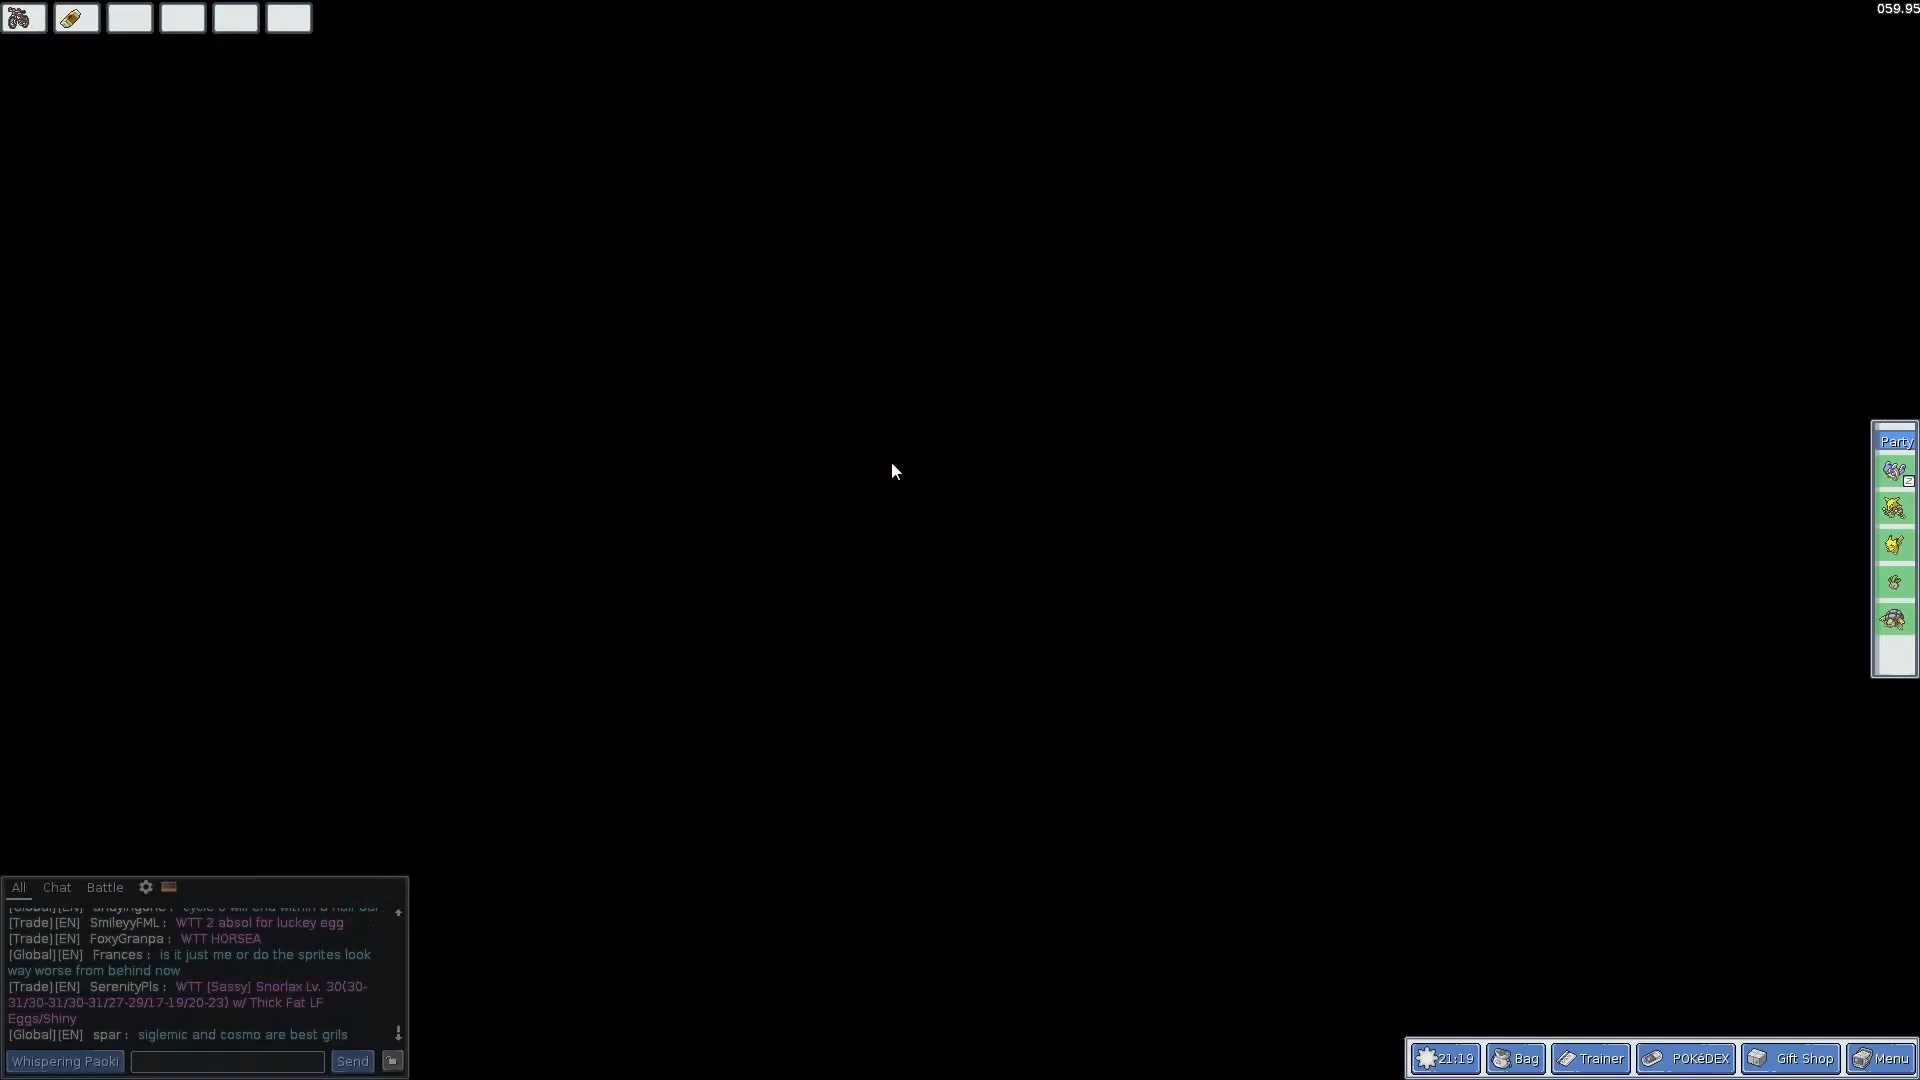 059.95
Party
2
All Chat Battle
[Trade][EN] SmileyyFML : WTT 2 absol for luckey egg
[Trade][EN] FoxyGranpa : WTT HORSEA
[Global][EN] Frances : is it just me or do the sprites look
way worse from behind now
[Trade][EN] SerenityPls : WTT [Sassy] Snorlax Lv. 30(30-
31/30-31/30-31/27-29/17-19/20-23) w/ Thick Fat LF
Eggs/Shiny
[Global][EN] spar : siglemic and cosmo are best grils
Whispering Paoki Send
21:19 Bag Trainer POKéDEX Gift Shop Menu